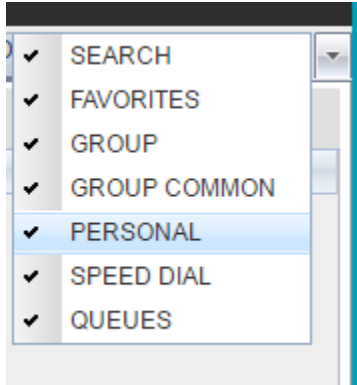 SEARCH
FAVORITES
GROUP
GROUP COMMON
PERSONAL
SPEED DIAL
QUEUES